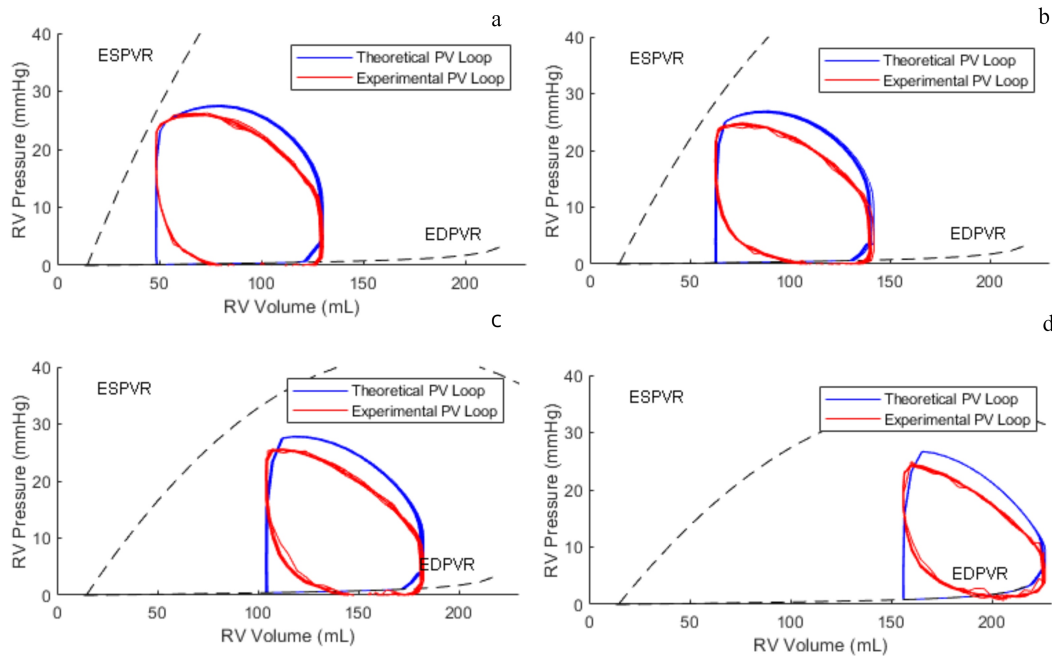 a
ESPVR
Theoretical PV Loop
Experimental PV Loop
EDPVR
40
30
20
10
0
0 50 100 150 200
RV Pressure (mmHg)
RV Volume (mL)
b
ESPVR
Theoretical PV Loop
Experimental PV Loop
EDPVR
40
30
20
10
0
0 50 100 150 200
RV Pressure (mmHg)
RV Volume (mL)
c
ESPVR
Theoretical PV Loop
Experimental PV Loop
EDPVR
40
30
20
10
0
0 50 100 150 200
RV Pressure (mmHg)
RV Volume (mL)
d
ESPVR
Theoretical PV Loop
Experimental PV Loop
EDPVR
40
30
20
10
0
0 50 100 150 200
RV Pressure (mmHg)
RV Volume (mL)